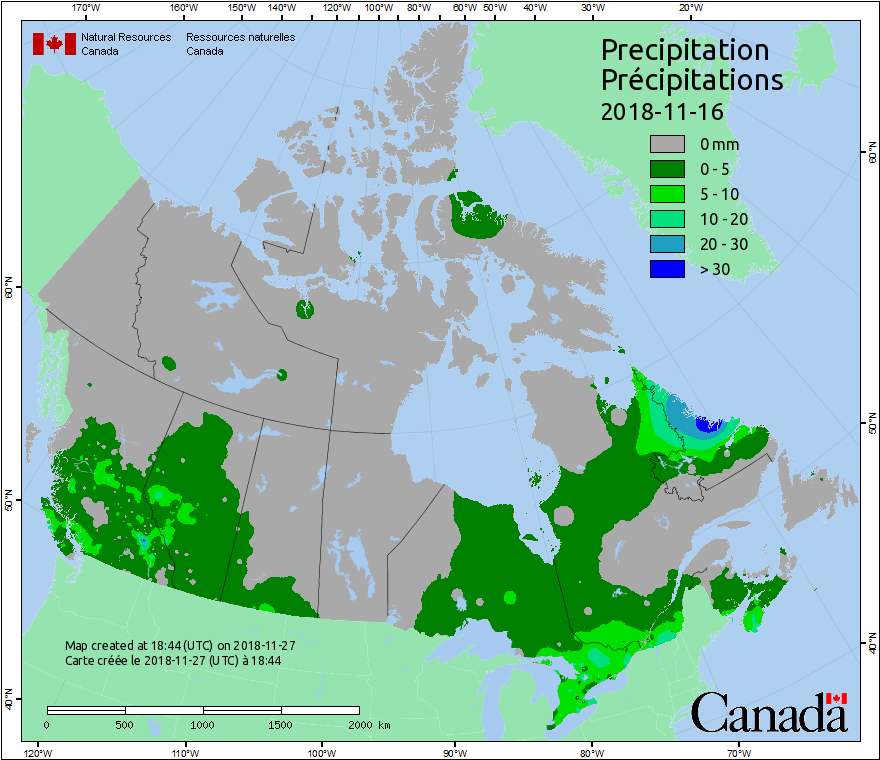 170°W 160°W 150°W 140°W 120°W 100°W 80°W 60°W 50°W 40°W 30°W 20°W
Natural Resources Ressources naturelles
Canada Canada
Precipitation
Précipitations
2018-11-16
0 mm
0 - 5
5 - 10
10 - 20
20 - 30
> 30
60°N
60°N
50°N
50°N
40°N
40°N
Map created at 18:44 (UTC) on 2018-11-27
Carte créée le 2018-11-27 (UTC) à 18:44
0 500 1000 1500 2000 km
Canada
120°W 110°W 100°W 90°W 80°W 70°W